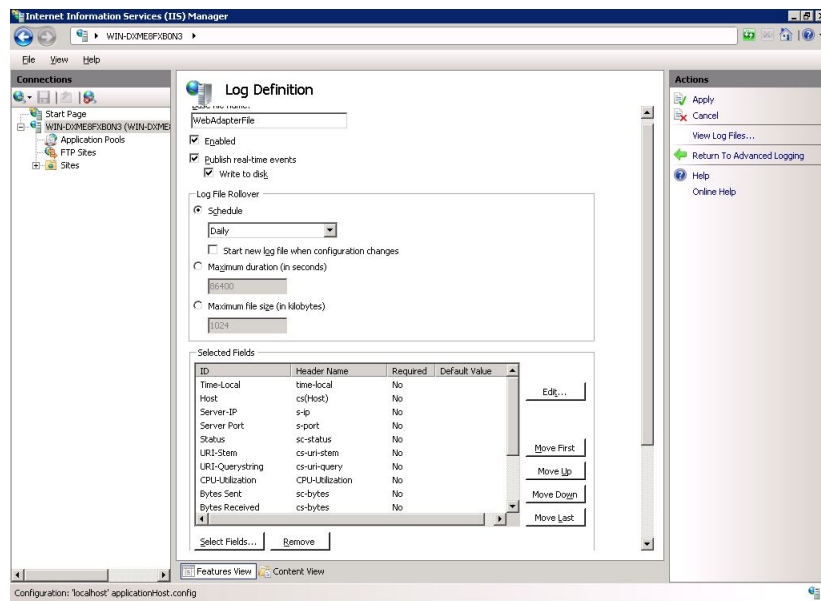 Internet Information Services (IIS) Manager
WIN-DXME8FXB0N3
File View Help
Connections
Start Page
WIN-DXME8FXB0N3 (WIN-DXME
Application Pools
FTP Sites
Sites
Log Definition
Base file name:
WebAdapterFile
Enabled
Publish real-time events
Write to disk
Log File Rollover
Schedule
Daily
Start new log file when configuration changes
Maximum duration (in seconds)
86400
Maximum file size (in kilobytes)
1024
Selected Fields
ID Header Name Required Default Value
Time-Local time-local No
Host cs(Host) No
Server-IP s-ip No
Server Port s-port No
Status sc-status No
URI-Stem cs-uri-stem No
URI-Querystring cs-uri-query No
CPU-Utilization CPU-Utilization No
Bytes Sent sc-bytes No
Bytes Received cs-bytes No
Edit...
Move First
Move Up
Move Down
Move Last
Select Fields... Remove
Features View Content View
Actions
Apply
Cancel
View Log Files...
Return To Advanced Logging
Help
Online Help
Configuration: 'localhost' applicationHost.config